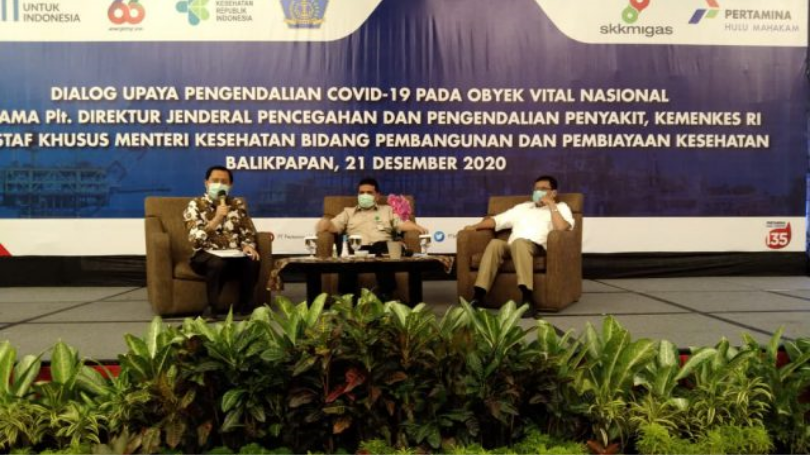 UNTUK
INDONESIA
KESEHATAN
REPUBLIK
INDONESIA
skkmigas
PERTAMINA
HULU MAHAKAM
DIALOG UPAYA PENGENDALIAN COVID-19 PADA OBYEK VITAL NASIONAL
AMA Plt. DIREKTUR JENDERAL PENCEGAHAN DAN PENGENDALIAN PENYAKIT, KEMENKES RI
STAF KHUSUS MENTERI KESEHATAN BIDANG PEMBANGUNAN DAN PEMBIAYAAN KESEHATAN
BALIKPAPAN, 21 DESEMBER 2020
135